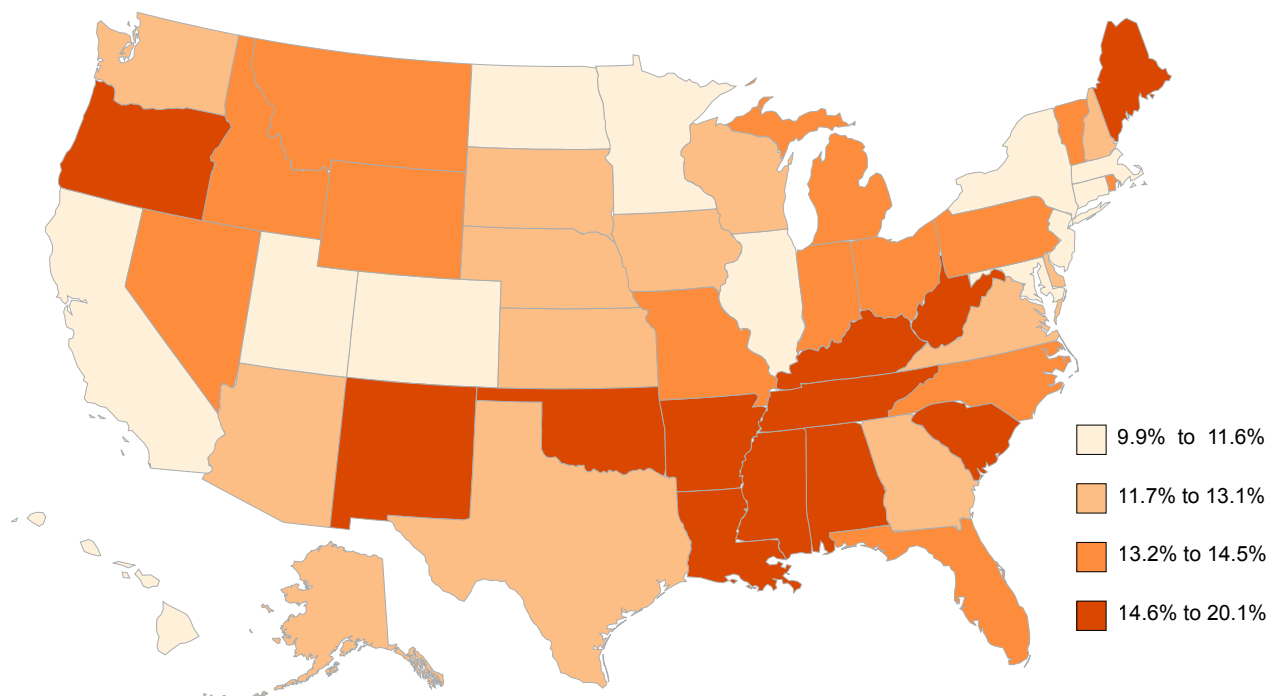 9.9% to 11.6%
11.7% to 13.1%
13.2% to 14.5%
14.6% to 20.1%